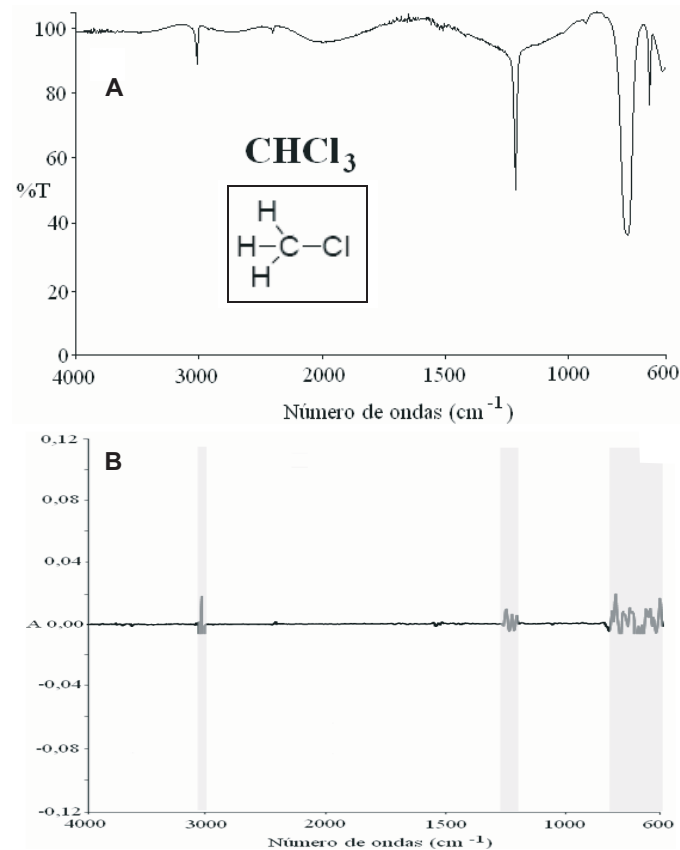 100
A
80
CHCl3
60
%T
H
H C Cl
H
40
20
0
4000 3000 2000 1500 1000 600
Número de ondas (cm -1)
0,12
B
0,08
0,04
A 0,00
-0,04
-0,08
-0,12
4000 3000 2000 1500 1000 600
Número de ondas (cm -1)